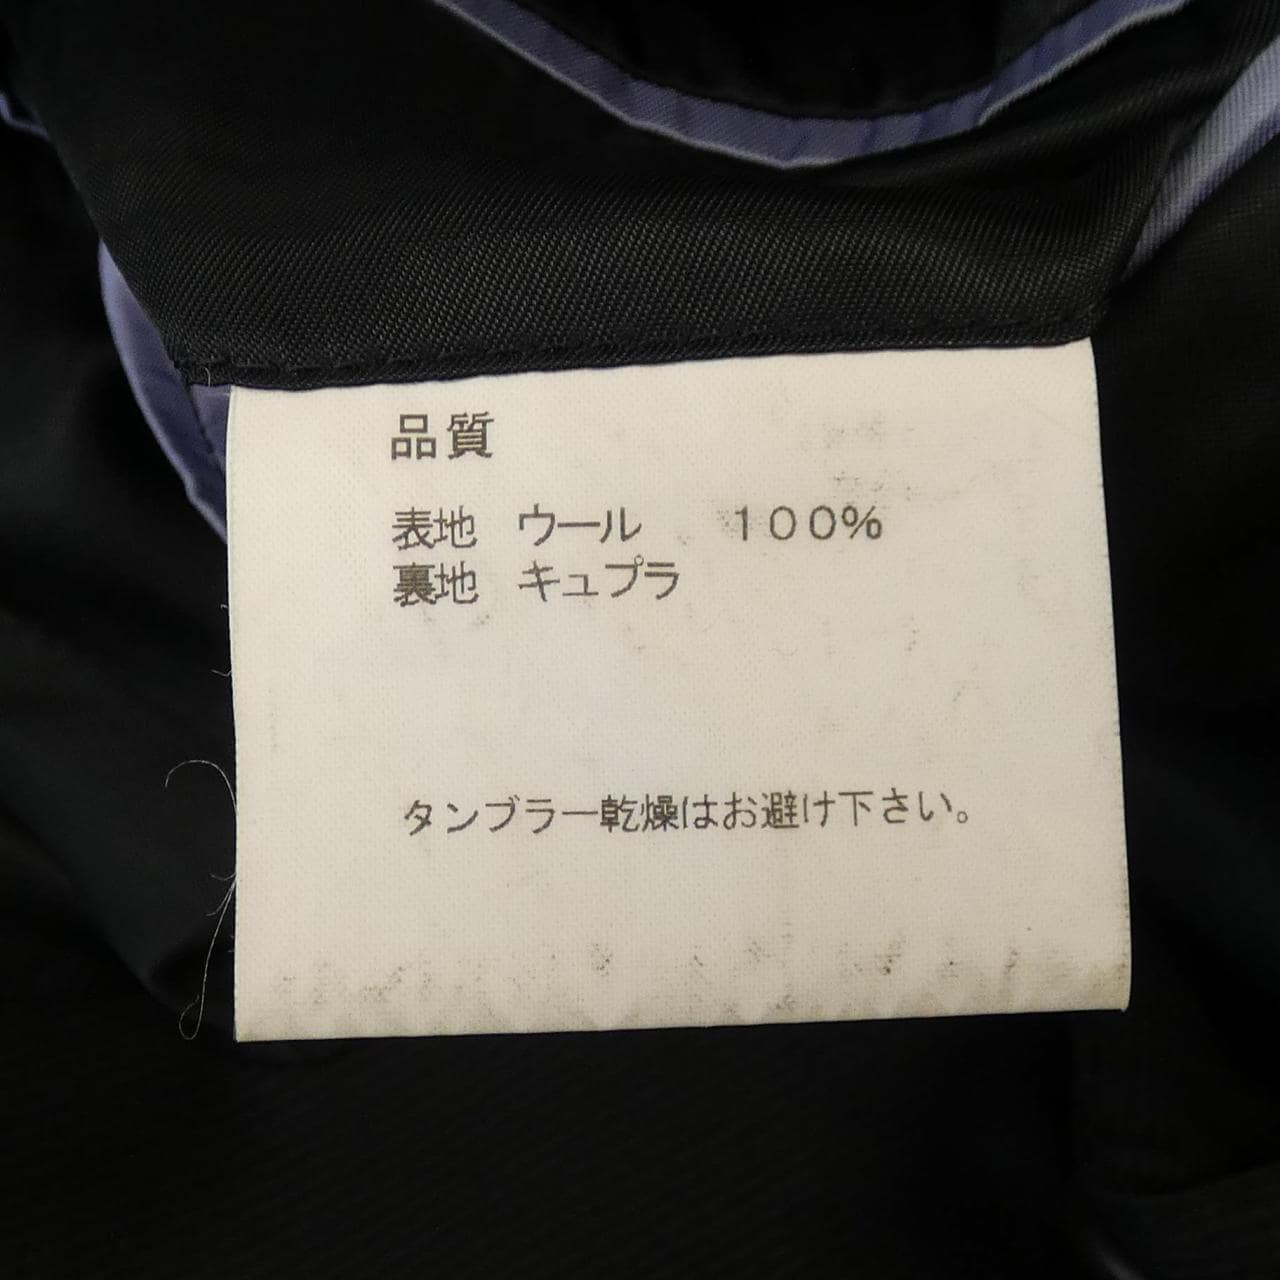 品質
表地 ウール 100%
裏地 キュプラ
タンブラー乾燥はお避け下さい。